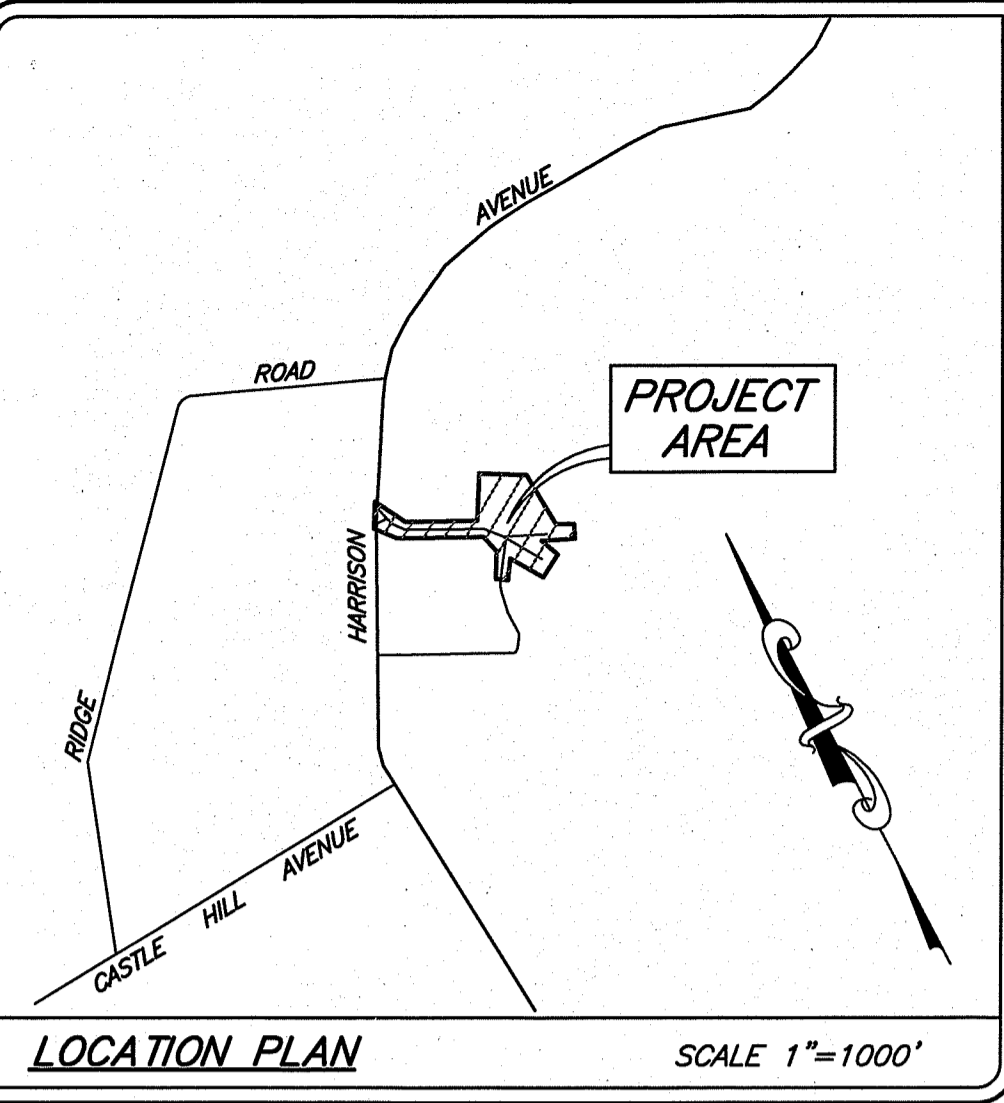 AVENUE
ROAD
PROJECT
AREA
HARRISON
RIDGE
AVENUE
HILL
CASTLE
LOCATION PLAN
SCALE 1"=1000'